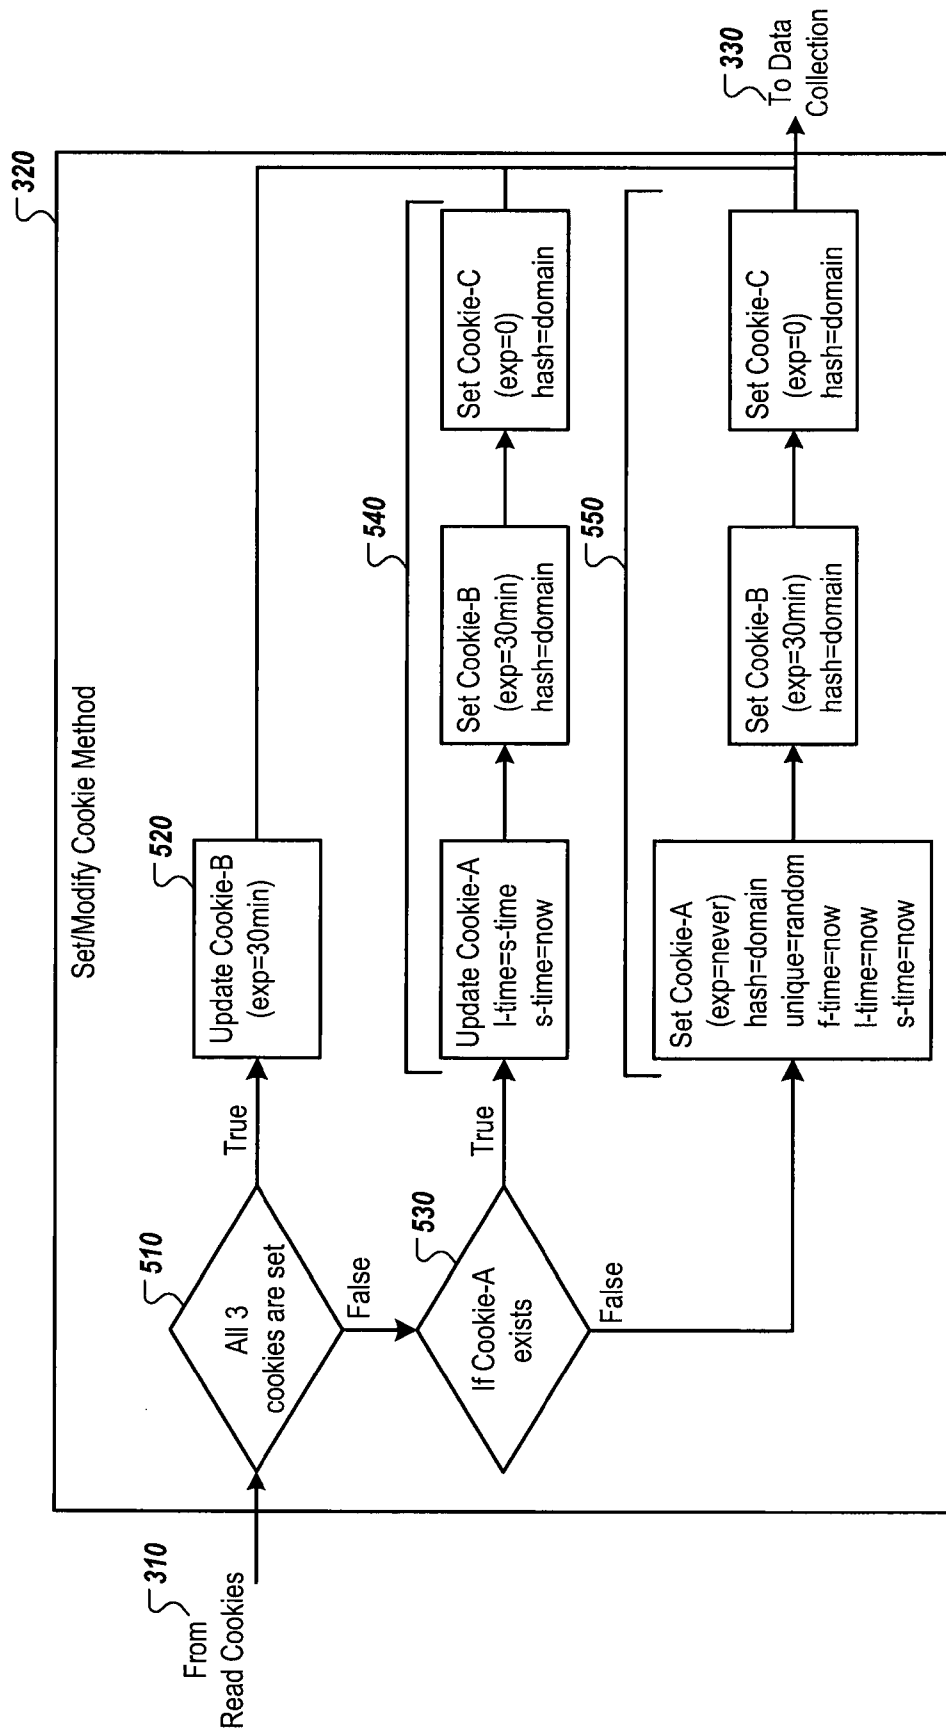 Set/Modify Cookie Method
320
310
From
Read Cookies
510
All 3
cookies are set
True
False
520
Update Cookie-B
(exp=30min)
530
If Cookie-A
exists
True
False
540
Update Cookie-A
l-time=s-time
s-time=now
Set Cookie-B
(exp=30min)
hash=domain
Set Cookie-C
(exp=0)
hash=domain
550
Set Cookie-A
(exp=never)
hash=domain
unique=random
f-time=now
l-time=now
s-time=now
Set Cookie-B
(exp=30min)
hash=domain
Set Cookie-C
(exp=0)
hash=domain
330
To Data
Collection